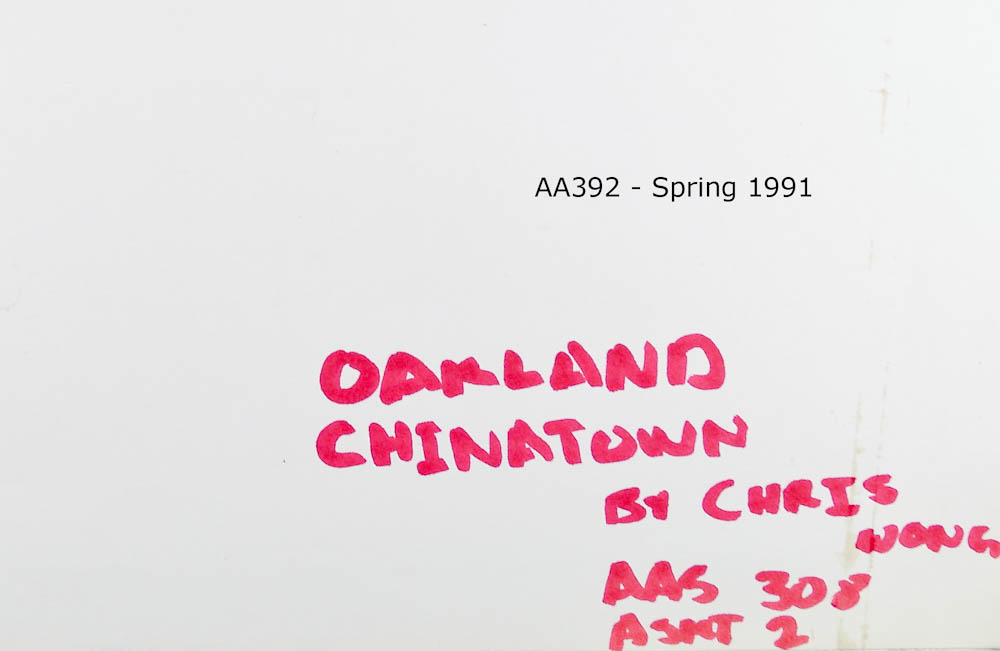 AA392 - Spring 1991
OAKLAND
CHINATOWN
BY CHRIS
WONG
AAS 308
ASMT 2